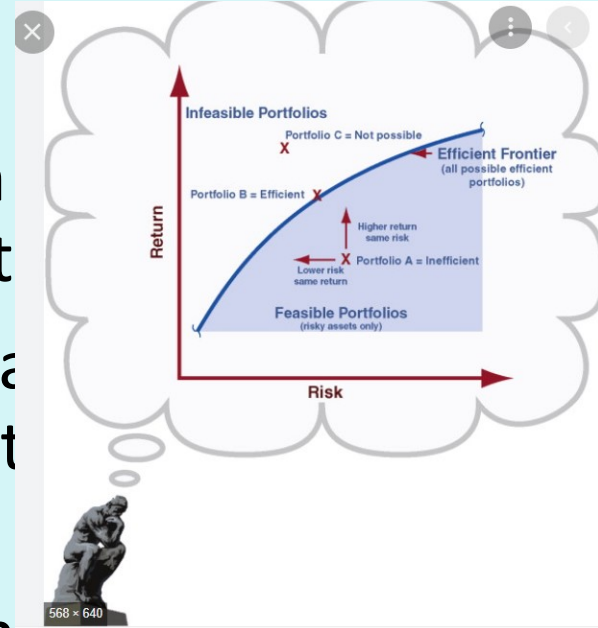 Infeasible Portfolios
Portfolio C = Not possible
X
Efficient Frontier
(all possible efficient
portfolios)
Portfolio B = Efficient X
Return
Higher return
same risk
X Portfolio A = Inefficient
Lower risk
same return
Feasible Portfolios
(risky assets only)
Risk
568 × 640